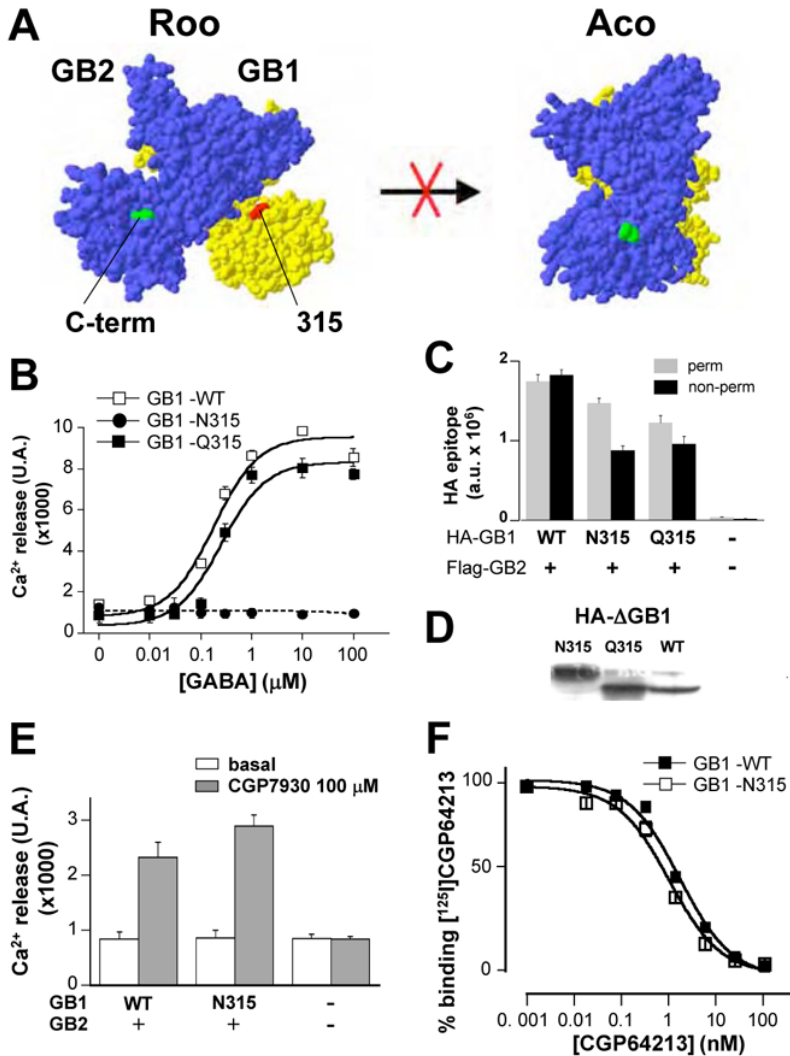 A
Roo
Aco
GB2
GB1
C-term
315
B
GB1 -WT
GB1 -N315
GB1 -Q315
Ca²⁺ release (U.A.)
(x1000)
10
8
6
4
2
0
0
0.01
0.1
1
10
100
[GABA] (μM)
C
perm
non-perm
HA epitope
(a.u. x 10⁶)
2
1
0
HA-GB1 WT N315 Q315 -
Flag-GB2 + + + -
D
HA-ΔGB1
N315 Q315 WT
E
basal
CGP7930 100 μM
Ca²⁺ release (U.A.)
(x1000)
3
2
1
0
GB1 WT N315 -
GB2 + + -
F
GB1 -WT
GB1 -N315
% binding [¹²⁵I]CGP64213
100
50
0
0. 001
0.01
0.1
1
10
100
[CGP64213] (nM)